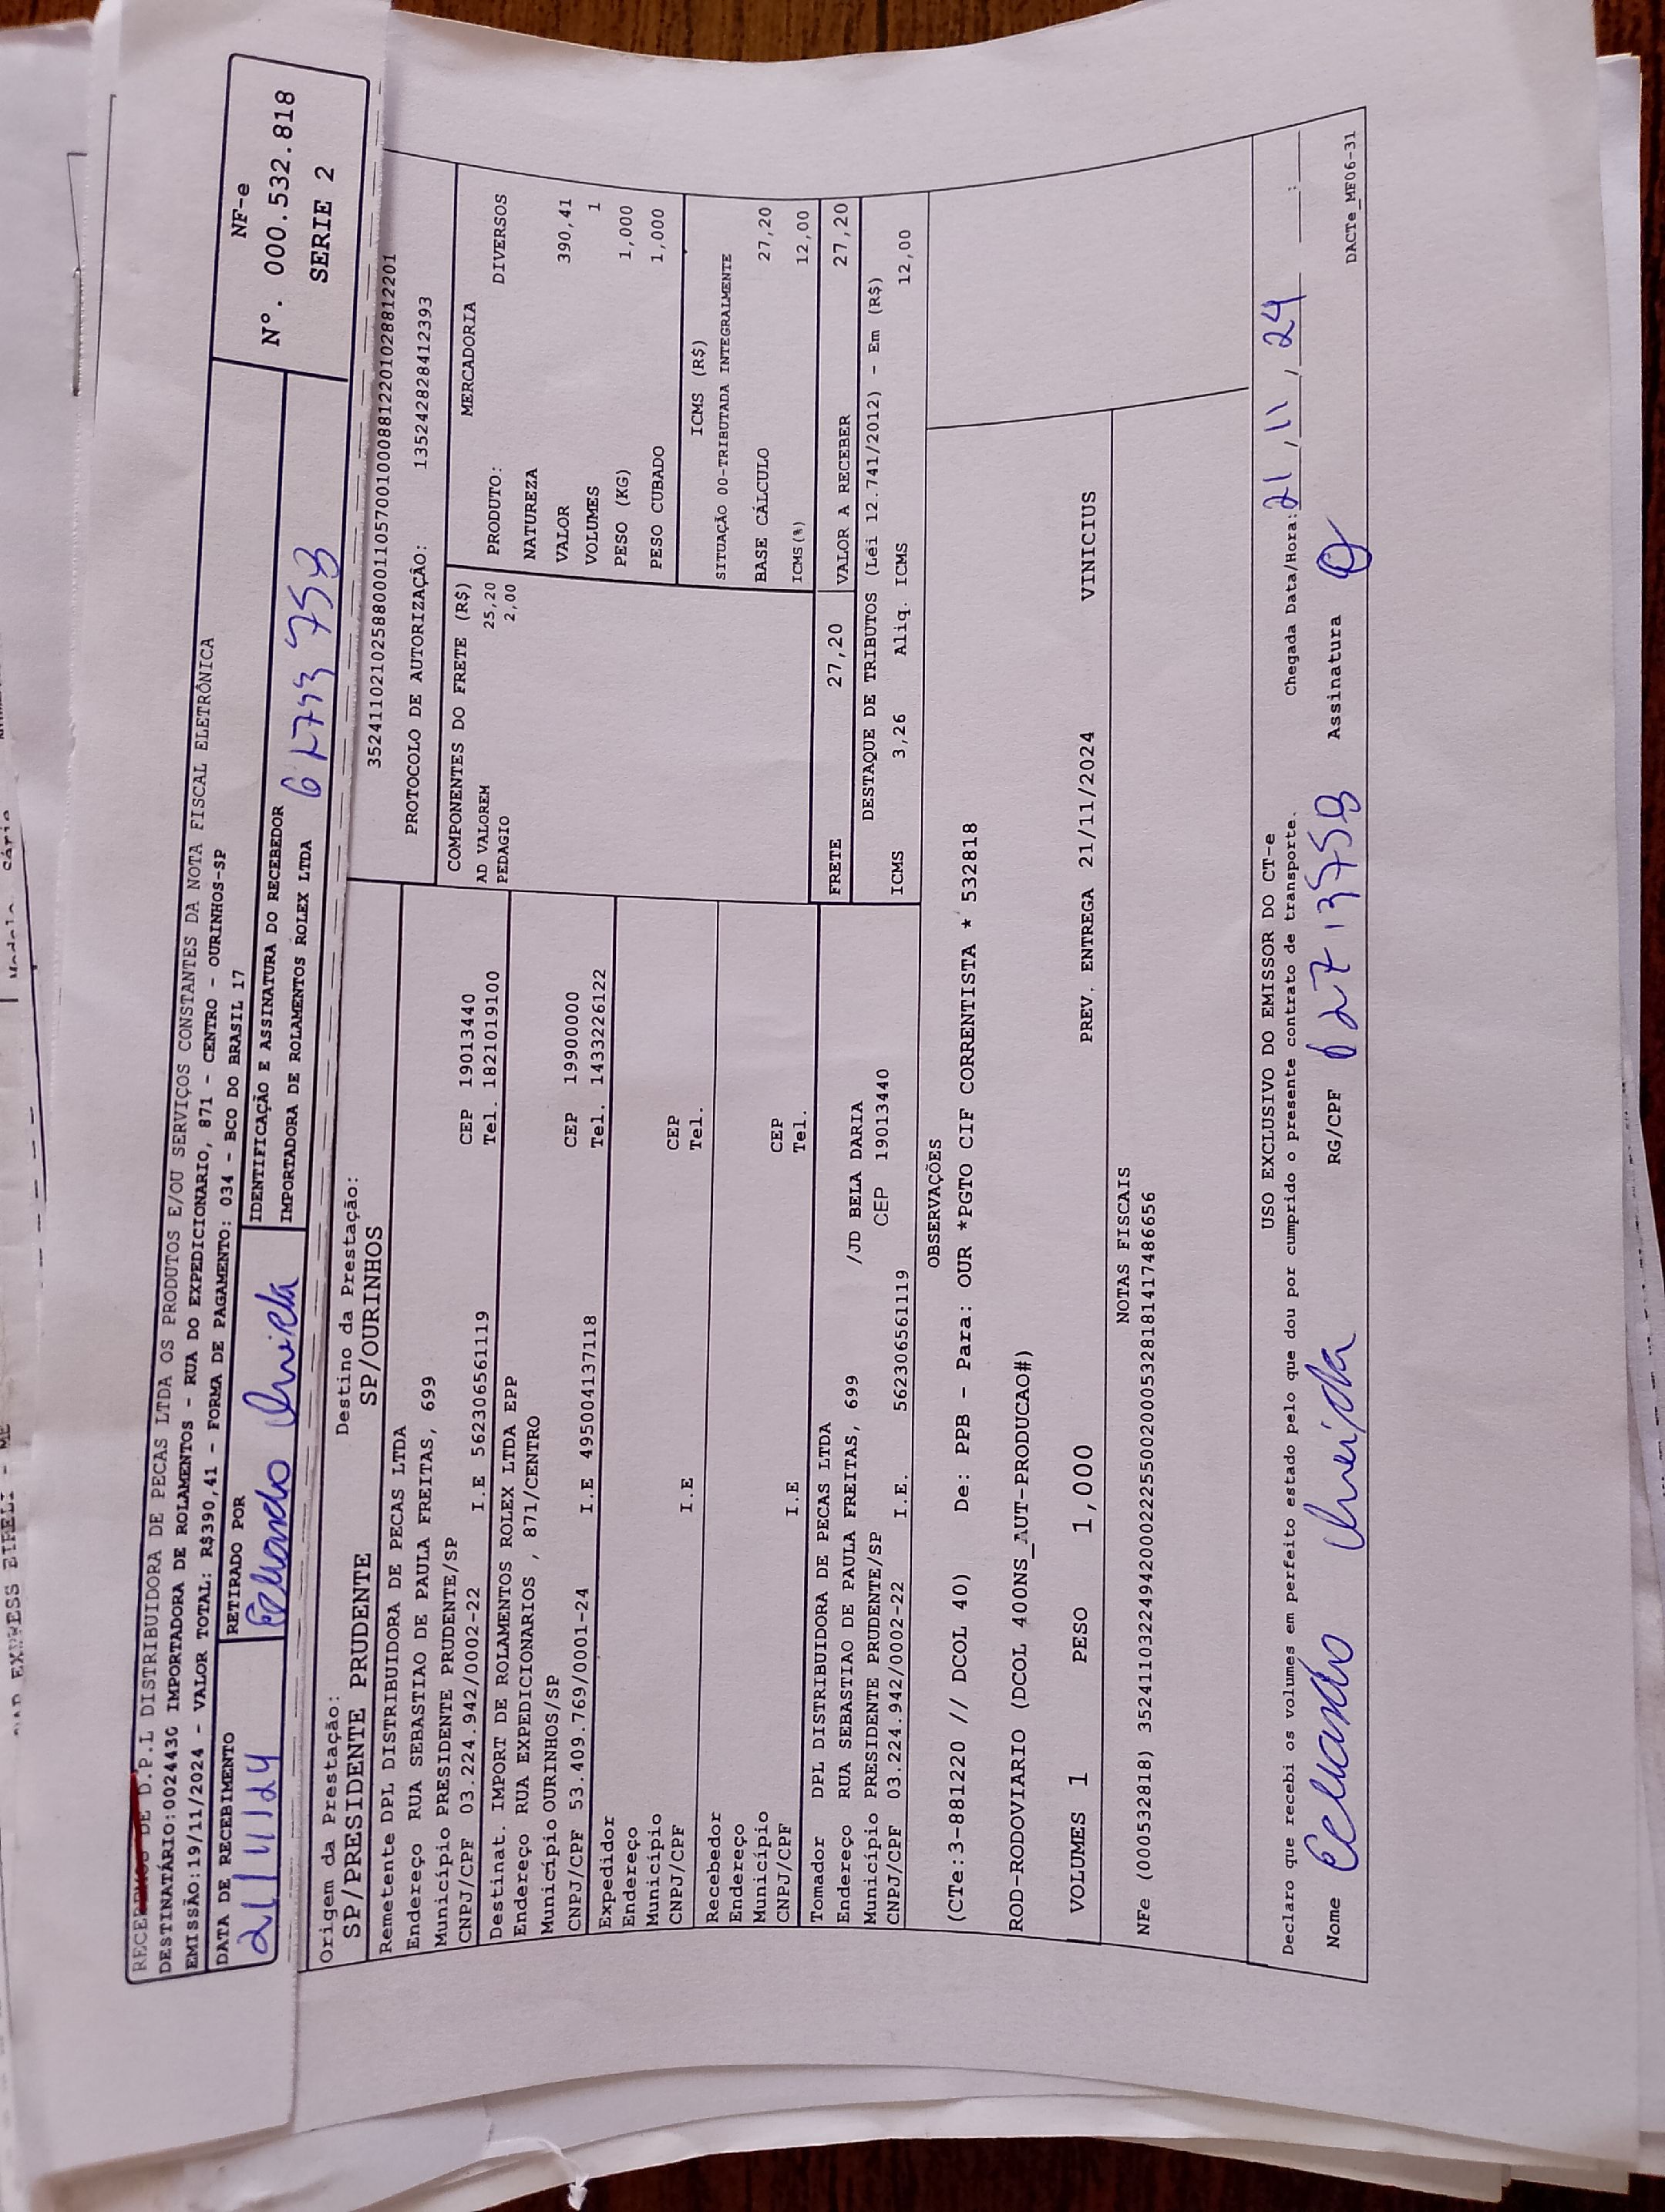 DE D.P.L DISTRIBUIDORA DE PECAS LTDA OS PRODUTOS E/OU SERVIÇOS CONSTANTES DA NOTA FISCAL ELETRÔNICA
DESTINATÁRIO:002443G IMPORTADORA DE ROLAMENTOS - RUA DO EXPEDICIONARIO, 871 - CENTRO - OURINHOS-SP
EMISSÃO:19/11/2024 - VALOR TOTAL: R$390,41 - FORMA DE PAGAMENTO: 034 - BCO DO BRASIL 17
NF-e
Nº. 000.532.818
SERIE 2
DATA DE RECEBIMENTO
21/11/24
RETIRADO POR
IDENTIFICAÇÃO E ASSINATURA DO RECEBEDOR
IMPORTADORA DE ROLAMENTOS ROLEX LTDA
Origem da Prestação:
SP/PRESIDENTE PRUDENTE
Destino da Prestação:
SP/OURINHOS
35241102102588000110570010008812201028812201
PROTOCOLO DE AUTORIZAÇÃO: 135242828412393
Remetente DPL DISTRIBUIDORA DE PECAS LTDA
Endereço RUA SEBASTIAO DE PAULA FREITAS, 699
Município PRESIDENTE PRUDENTE/SP CEP 19013440
CNPJ/CPF 03.224.942/0002-22 I.E 562306561119 Tel. 1821019100
Destinat. IMPORT DE ROLAMENTOS ROLEX LTDA EPP
Endereço RUA EXPEDICIONARIOS , 871/CENTRO
Município OURINHOS/SP CEP 19900000
CNPJ/CPF 53.409.769/0001-24 I.E 495004137118 Tel. 1433226122
Expedidor
Endereço
Município CEP
CNPJ/CPF I.E Tel.
Recebedor
Endereço
Município CEP
CNPJ/CPF I.E Tel.
Tomador DPL DISTRIBUIDORA DE PECAS LTDA
Endereço RUA SEBASTIAO DE PAULA FREITAS, 699 /JD BELA DARIA
Município PRESIDENTE PRUDENTE/SP CEP 19013440
CNPJ/CPF 03.224.942/0002-22 I.E. 562306561119
COMPONENTES DO FRETE (R$)
AD VALOREM 25,20
PEDAGIO 2,00
MERCADORIA
PRODUTO: DIVERSOS
NATUREZA
VALOR 390,41
VOLUMES 1
PESO (KG) 1,000
PESO CUBADO 1,000
ICMS (R$)
SITUAÇÃO 00-TRIBUTADA INTEGRALMENTE
BASE CÁLCULO 27,20
ICMS(%) 12,00
FRETE 27,20 VALOR A RECEBER 27,20
DESTAQUE DE TRIBUTOS (Léi 12.741/2012) - Em (R$)
ICMS 3,26 Aliq. ICMS 12,00
OBSERVAÇÕES
(CTe:3-881220 // DCOL 40) De: PPB - Para: OUR *PGTO CIF CORRENTISTA * 532818
ROD-RODOVIARIO (DCOL 400NS_AUT-PRODUCAO#)
VOLUMES 1 PESO 1,000 PREV. ENTREGA 21/11/2024 VINICIUS
NOTAS FISCAIS
NFe (000532818) 35241103224942000222550020005328181417486656
USO EXCLUSIVO DO EMISSOR DO CT-e
Declaro que recebi os volumes em perfeito estado pelo que dou por cumprido o presente contrato de transporte. Chegada Data/Hora: 21/11/24
Nome RG/CPF Assinatura
DACTe_MF06-31